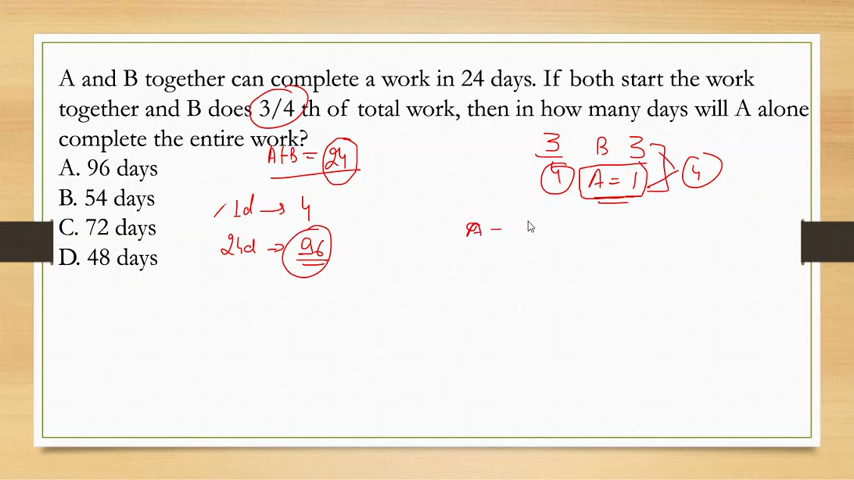 A and B together can complete a work in 24 days. If both start the work
together and B does 3/4 th of total work, then in how many days will A alone
complete the entire work?
A. 96 days
B. 54 days
C. 72 days
D. 48 days
A+B = 24
1d → 4
24d → 96
3 B 3
4 A = 1 4
A -